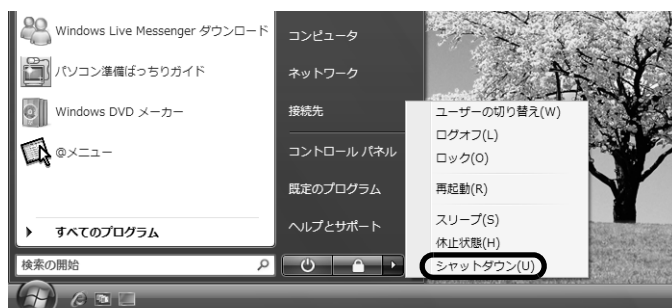 Windows Live Messenger ダウンロード
パソコン準備ばっちりガイド
Windows DVD メーカー
@メニュー
すべてのプログラム
検索の開始
コンピュータ
ネットワーク
接続先
コントロール パネル
既定のプログラム
ヘルプとサポート
ユーザーの切り替え(W)
ログオフ(L)
ロック(O)
再起動(R)
スリープ(S)
休止状態(H)
シャットダウン(U)